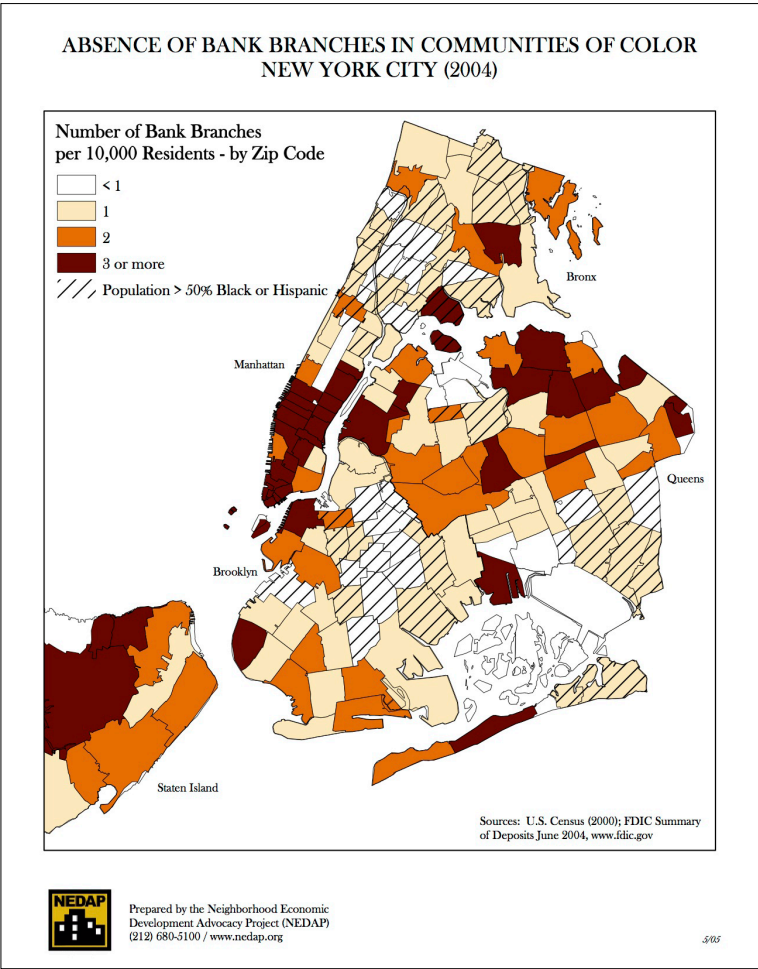 ABSENCE OF BANK BRANCHES IN COMMUNITIES OF COLOR
NEW YORK CITY (2004)
Number of Bank Branches
per 10,000 Residents - by Zip Code
< 1
1
2
3 or more
Population > 50% Black or Hispanic
Bronx
Manhattan
Queens
Brooklyn
Staten Island
Sources: U.S. Census (2000); FDIC Summary
of Deposits June 2004, www.fdic.gov
NEDAP
Prepared by the Neighborhood Economic
Development Advocacy Project (NEDAP)
(212) 680-5100 / www.nedap.org
5/05